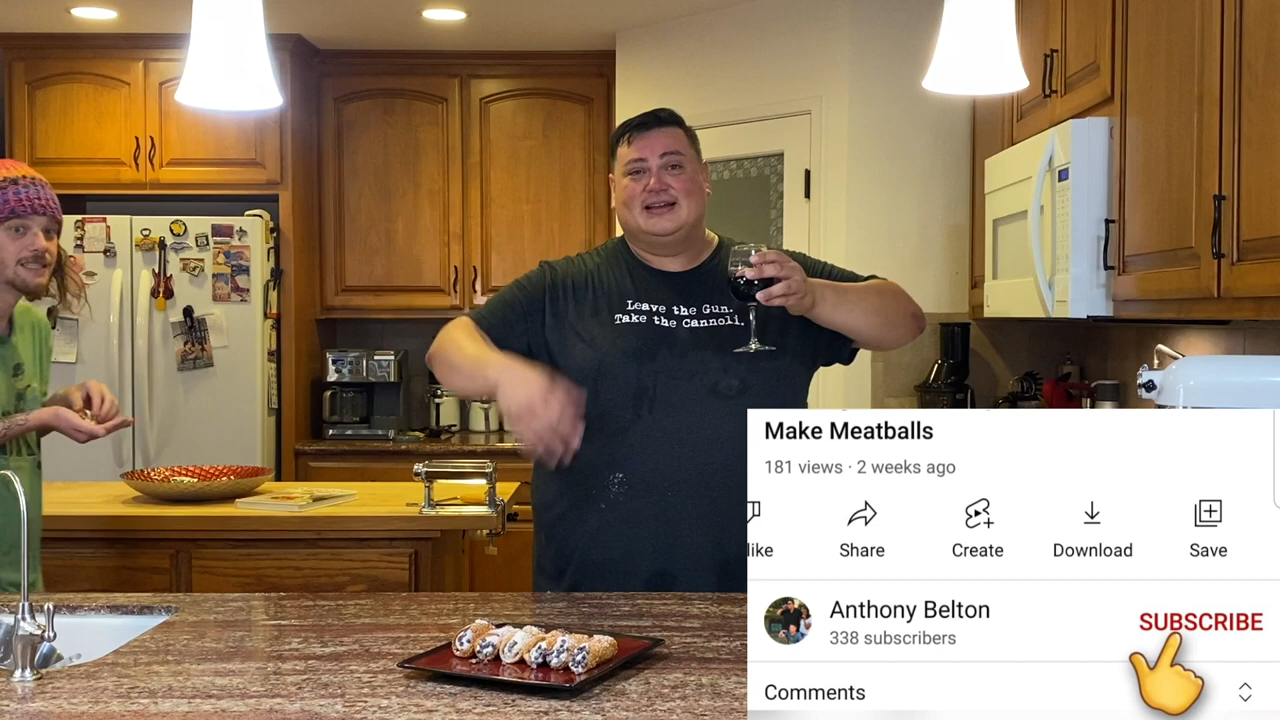 Leave the Gun.
Take the Cannoli.
Make Meatballs
181 views · 2 weeks ago
like
Share
Create
Download
Save
Anthony Belton
338 subscribers
SUBSCRIBE
Comments